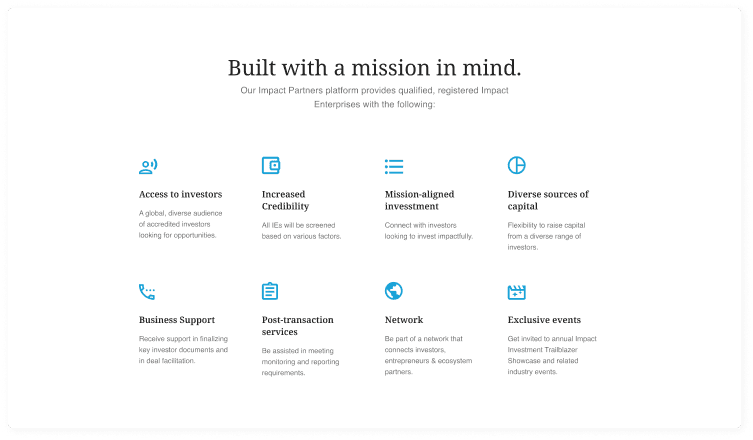 Built with a mission in mind.
Our Impact Partners platform provides qualified, registered Impact
Enterprises with the following:
Access to investors
A global, diverse audience
of accredited investors
looking for opportunities.
Increased
Credibility
All IEs will be screened
based on various factors.
Mission-aligned
invesstment
Connect with investors
looking to invest impactfully.
Diverse sources of
capital
Flexibility to raise capital
from a diverse range of
investors.
Business Support
Receive support in finalizing
key investor documents and
in deal facilitation.
Post-transaction
services
Be assisted in meeting
monitoring and reporting
requirements.
Network
Be part of a network that
connects investors,
entrepreneurs & ecosystem
partners.
Exclusive events
Get invited to annual Impact
Investment Trailblazer
Showcase and related
industry events.